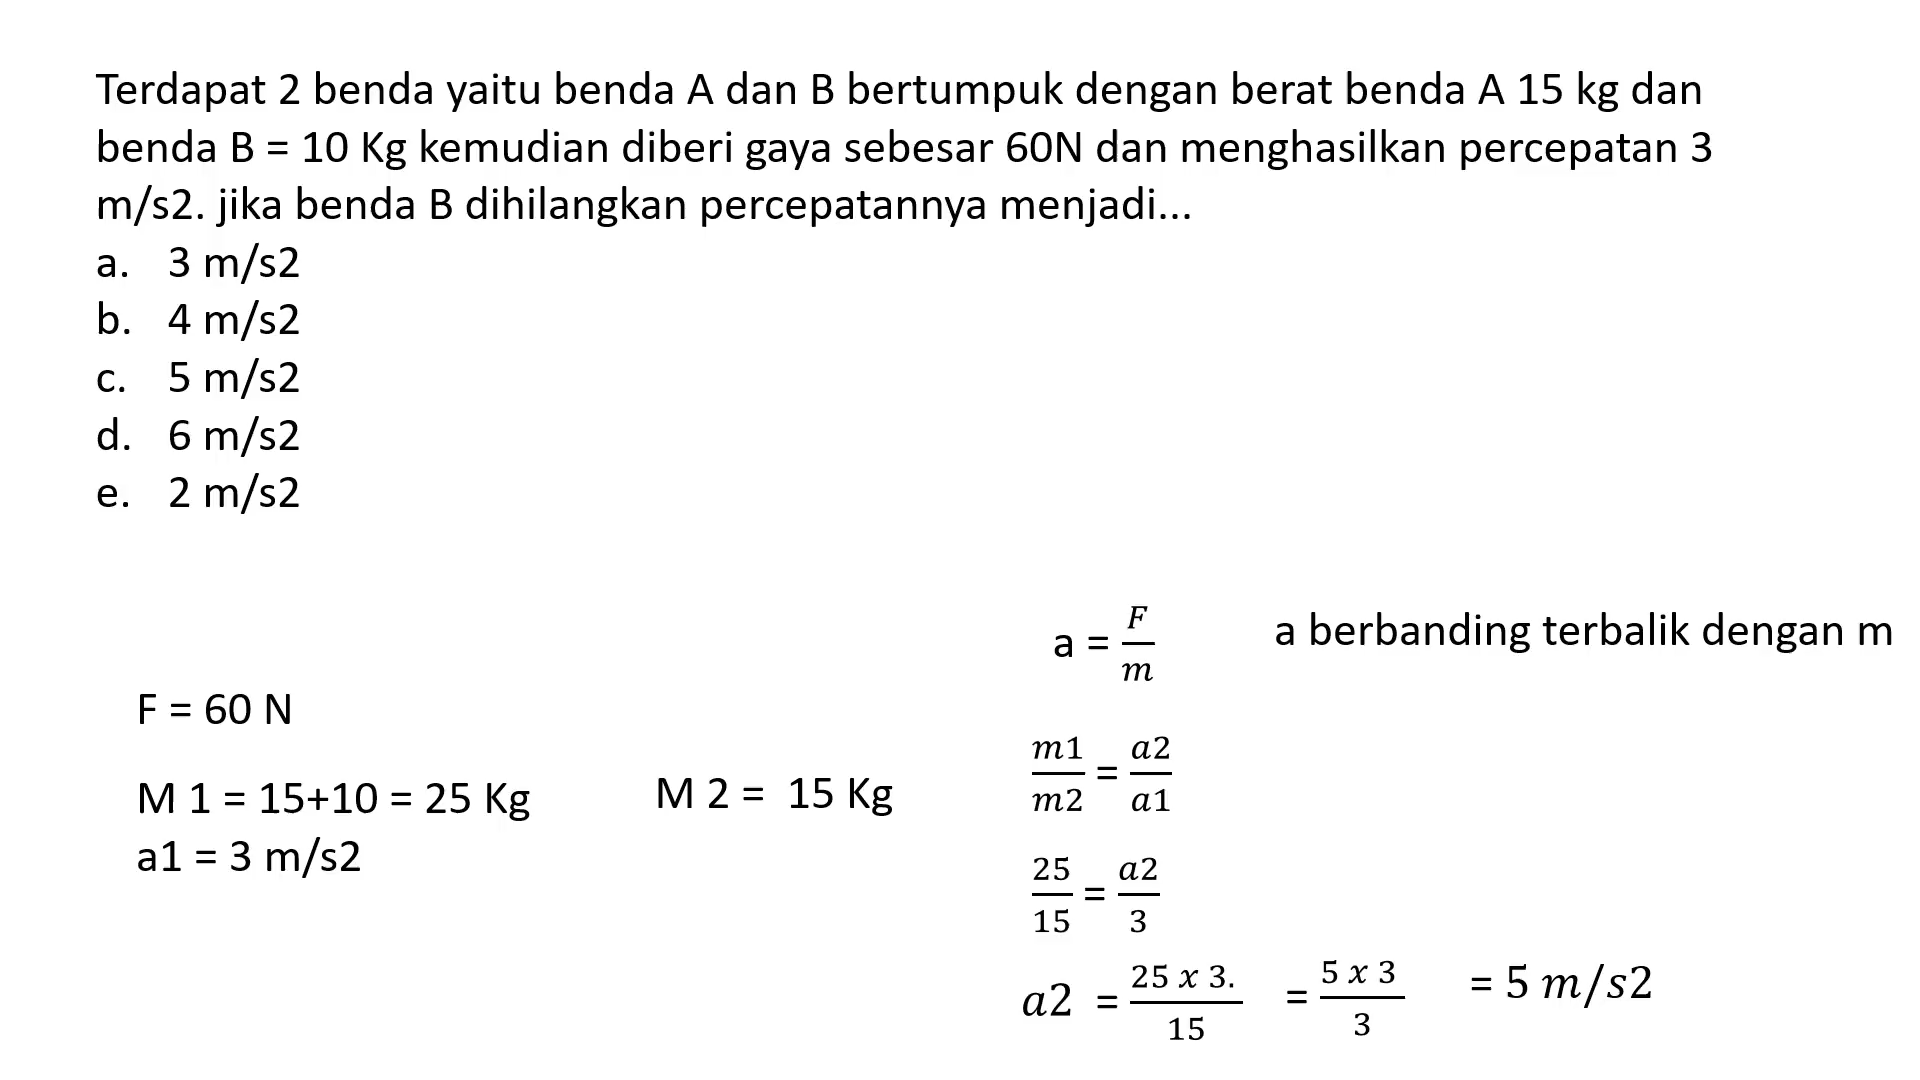 Terdapat 2 benda yaitu benda A dan B bertumpuk dengan berat benda A 15 kg dan
benda B = 10 Kg kemudian diberi gaya sebesar 60N dan menghasilkan percepatan 3
m/s2. jika benda B dihilangkan percepatannya menjadi...
a. 3 m/s2
b. 4 m/s2
c. 5 m/s2
d. 6 m/s2
e. 2 m/s2
F = 60 N
M 1 = 15+10 = 25 Kg
a1 = 3 m/s2
M 2 = 15 Kg
a = F/m
a berbanding terbalik dengan m
m1/m2 = a2/a1
25/15 = a2/3
a2 = 25 x 3./15 = 5 x 3/3 = 5 m/s2